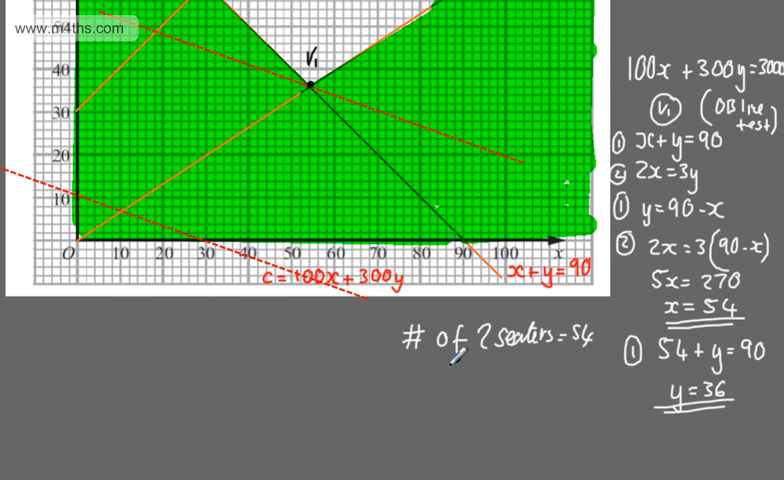 www.m4ths.com
50
40
30
20
10
V₁
O 10 20 30 40 50 60 70 80 90 100 x
c = 100x + 300y
x + y = 90
# of 2 seaters = 54
100x + 300y = 3000
V₁ (OB line test)
① x + y = 90
② 2x = 3y
① y = 90 - x
② 2x = 3(90 - x)
5x = 270
x = 54
① 54 + y = 90
y = 36